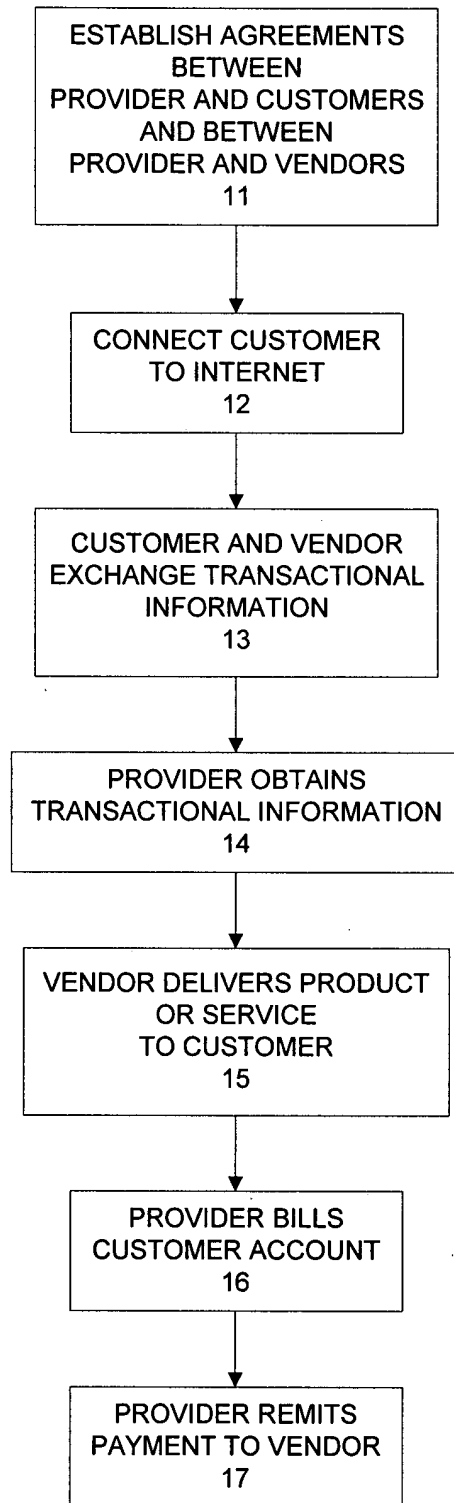 ESTABLISH AGREEMENTS
BETWEEN
PROVIDER AND CUSTOMERS
AND BETWEEN
PROVIDER AND VENDORS
11
CONNECT CUSTOMER
TO INTERNET
12
CUSTOMER AND VENDOR
EXCHANGE TRANSACTIONAL
INFORMATION
13
PROVIDER OBTAINS
TRANSACTIONAL INFORMATION
14
VENDOR DELIVERS PRODUCT
OR SERVICE
TO CUSTOMER
15
PROVIDER BILLS
CUSTOMER ACCOUNT
16
PROVIDER REMITS
PAYMENT TO VENDOR
17